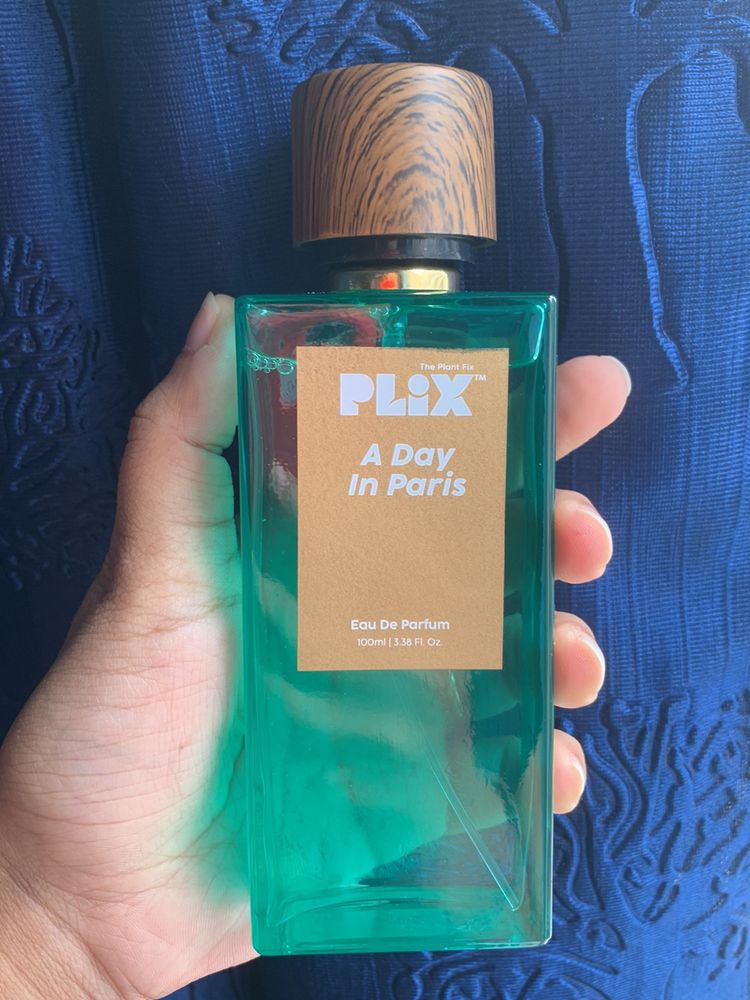 The Plant Fix
PLiX™
A Day
In Paris
Eau De Parfum
100ml | 3.38 Fl. Oz.